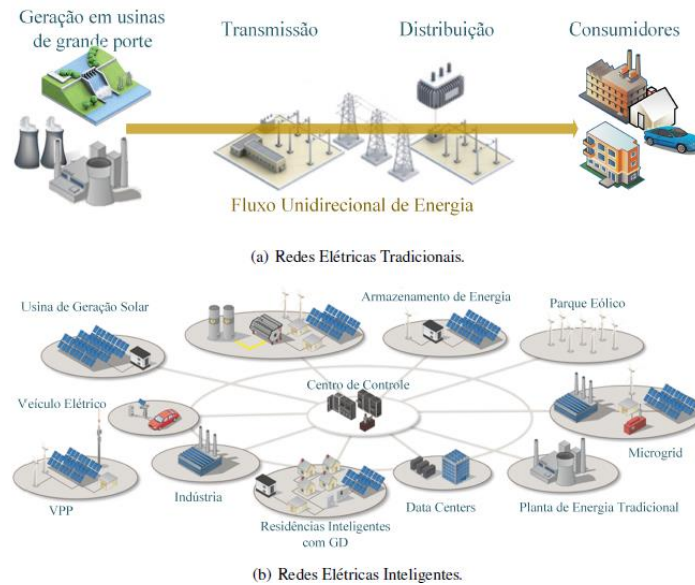 Geração em usinas
de grande porte
Transmissão
Distribuição
Consumidores
Fluxo Unidirecional de Energia
(a) Redes Elétricas Tradicionais.
Usina de Geração Solar
Armazenamento de Energia
Parque Eólico
Centro de Controle
Veículo Elétrico
Microgrid
VPP
Indústria
Residências Inteligentes
com GD
Data Centers
Planta de Energia Tradicional
(b) Redes Elétricas Inteligentes.